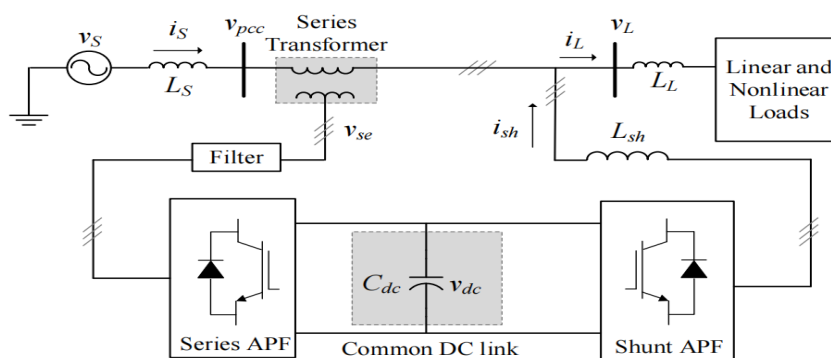 Series
Transformer
v_S
i_S
v_pcc
i_L
v_L
L_S
L_L
Linear and
Nonlinear
Loads
v_se
i_sh
L_sh
Filter
C_dc
v_dc
Series APF
Common DC link
Shunt APF